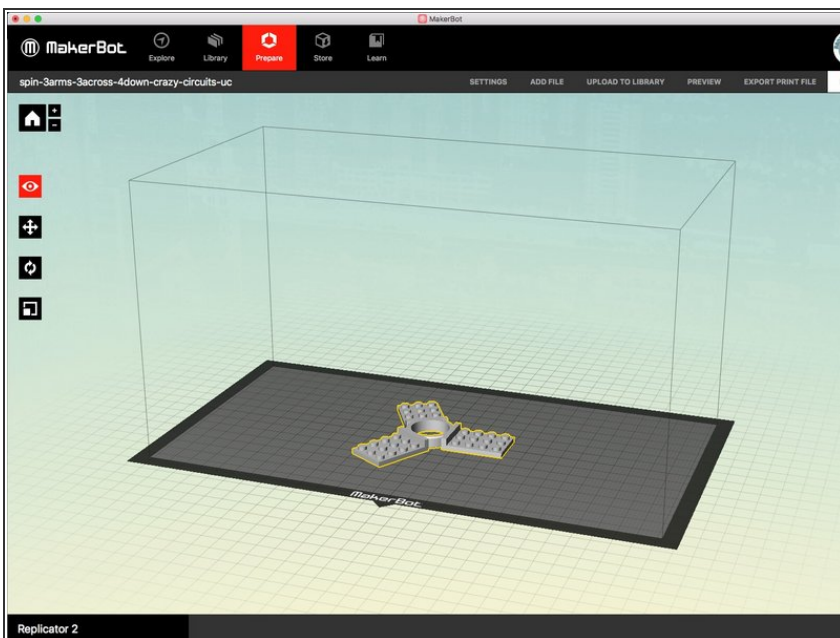 MakerBot
MakerBot
Explore
Library
Prepare
Store
Learn
spin-3arms-3across-4down-crazy-circuits-uc
SETTINGS
ADD FILE
UPLOAD TO LIBRARY
PREVIEW
EXPORT PRINT FILE
MakerBot
Replicator 2